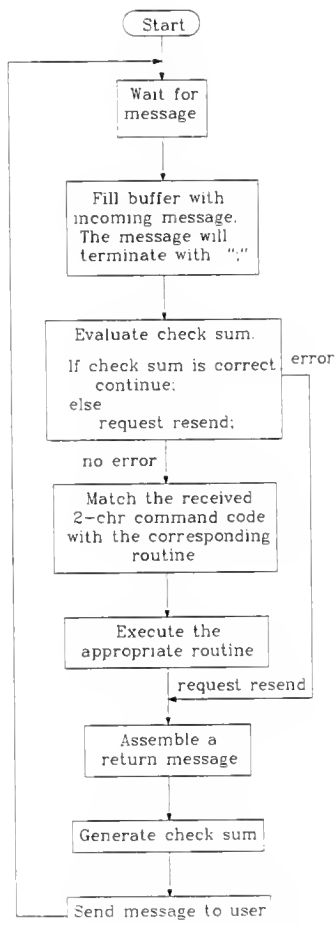 Start
Wait for
message
Fill buffer with
incoming message.
The message will
terminate with ";"
Evaluate check sum.
If check sum is correct
continue;
else
request resend;
error
no error
Match the received
2-chr command code
with the corresponding
routine
Execute the
appropriate routine
request resend
Assemble a
return message
Generate check sum
Send message to user